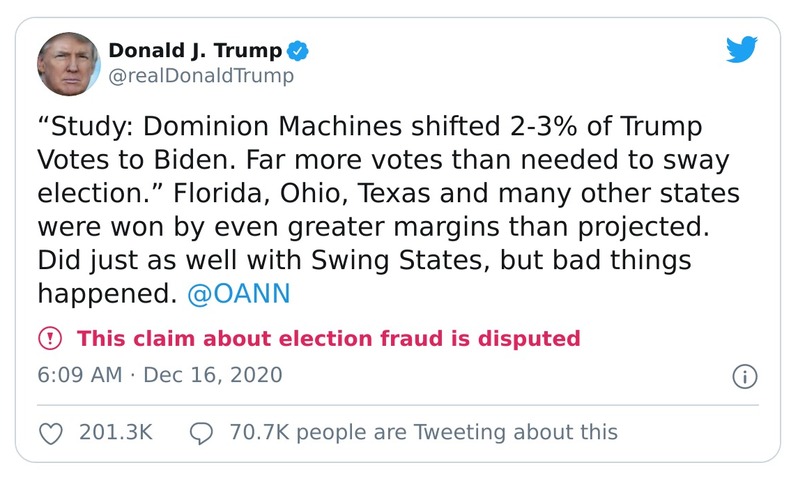 Donald J. Trump
@realDonaldTrump
“Study: Dominion Machines shifted 2-3% of Trump
Votes to Biden. Far more votes than needed to sway
election.” Florida, Ohio, Texas and many other states
were won by even greater margins than projected.
Did just as well with Swing States, but bad things
happened. @OANN
This claim about election fraud is disputed
6:09 AM · Dec 16, 2020
201.3K 70.7K people are Tweeting about this